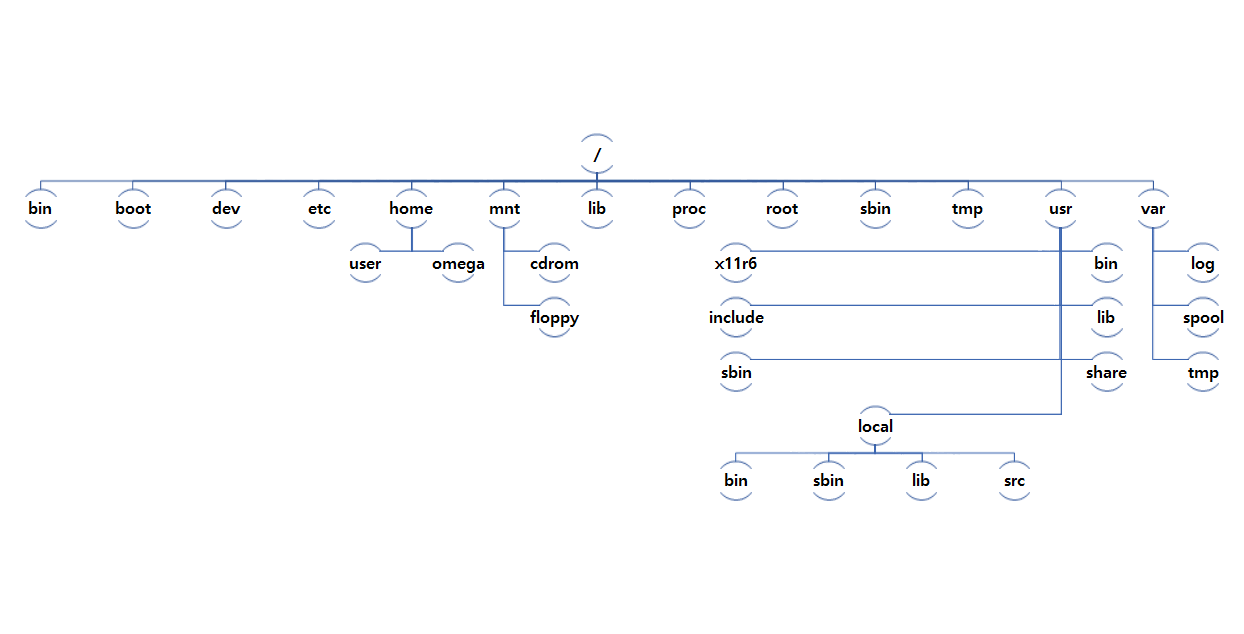 /
bin boot dev etc home mnt lib proc root sbin tmp usr var
user omega cdrom x11r6 bin log
floppy include lib spool
sbin share tmp
local
bin sbin lib src